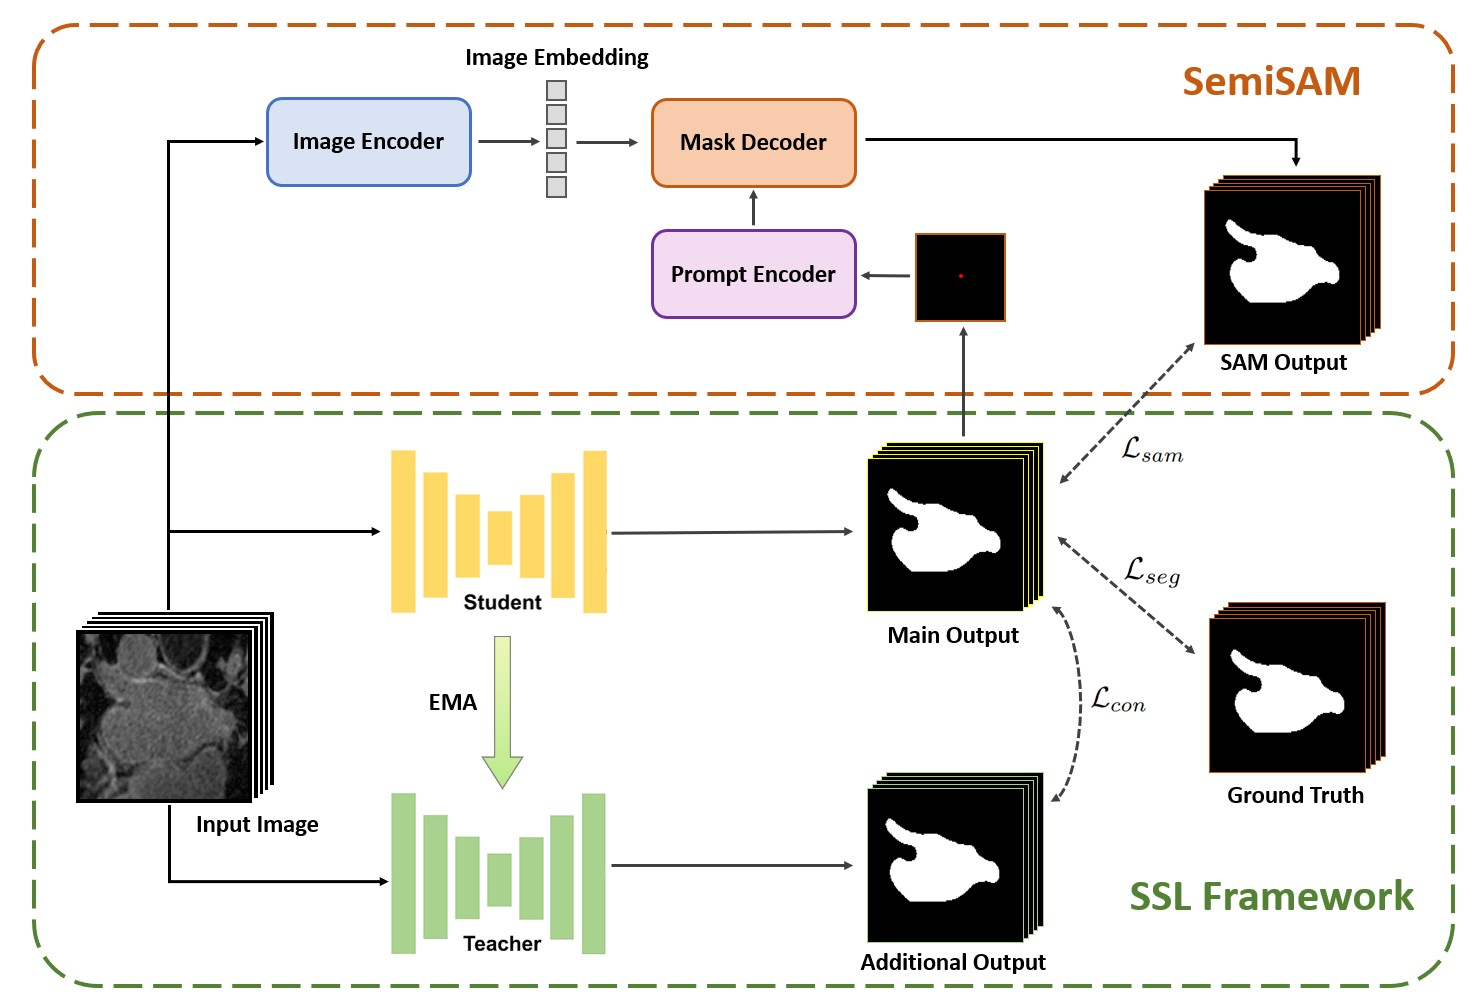 Image Embedding
SemiSAM
Image Encoder
Mask Decoder
Prompt Encoder
SAM Output
ℒsam
Student
Main Output
ℒseg
EMA
ℒcon
Input Image
Ground Truth
Teacher
Additional Output
SSL Framework